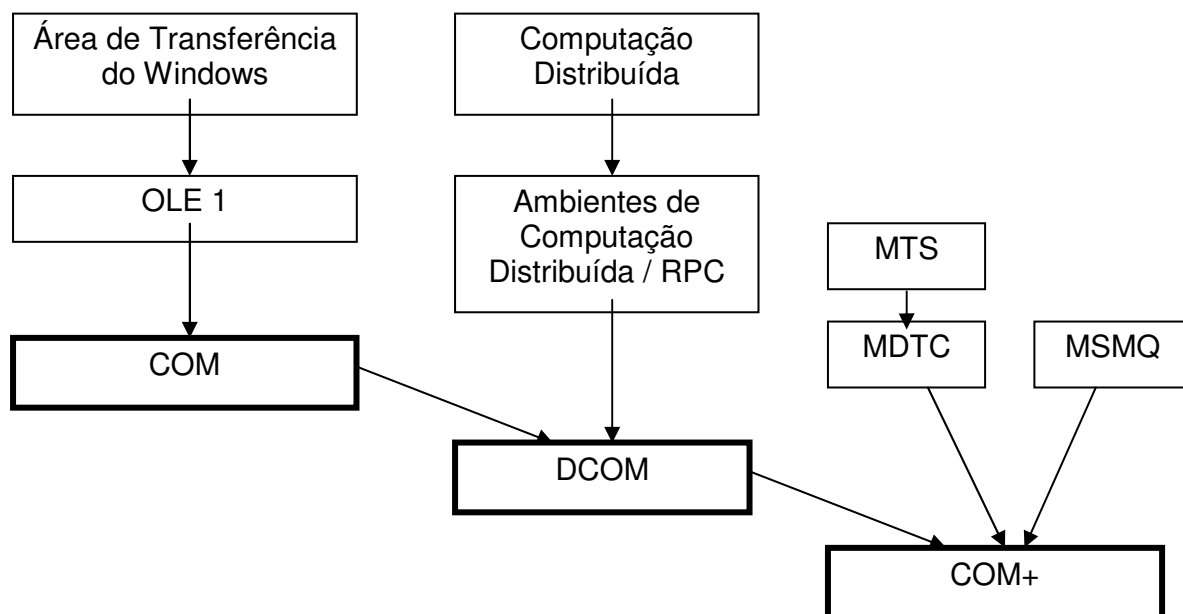 Área de Transferência
do Windows
Computação
Distribuída
OLE 1
Ambientes de
Computação
Distribuída / RPC
MTS
COM
MDTC
MSMQ
DCOM
COM+